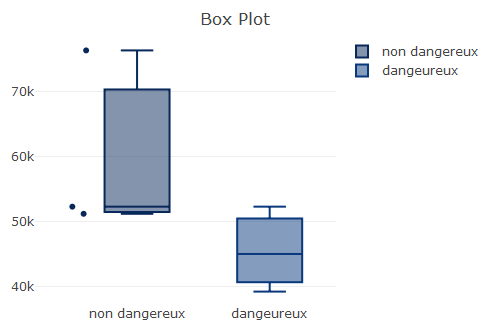 Box Plot
non dangereux
dangeureux
70k
60k
50k
40k
non dangereux
dangeureux